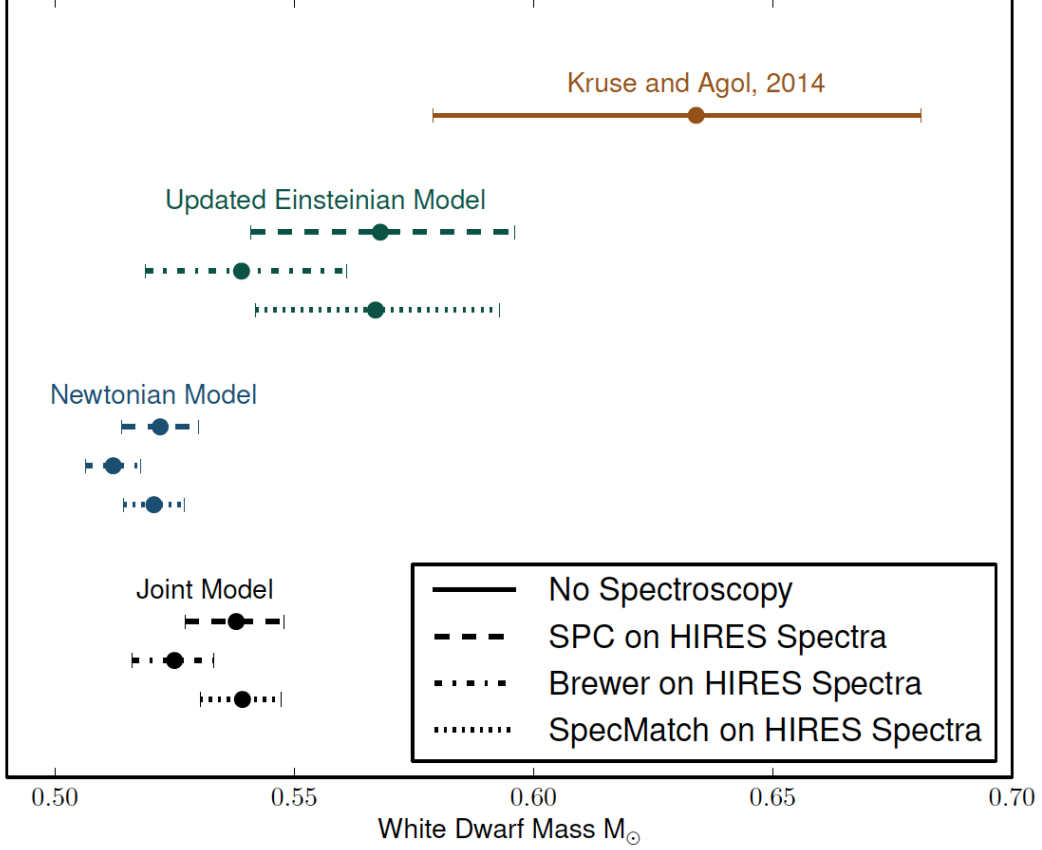 Kruse and Agol, 2014
Updated Einsteinian Model
Newtonian Model
Joint Model
No Spectroscopy
SPC on HIRES Spectra
Brewer on HIRES Spectra
SpecMatch on HIRES Spectra
0.50 0.55 0.60 0.65 0.70
White Dwarf Mass M☉